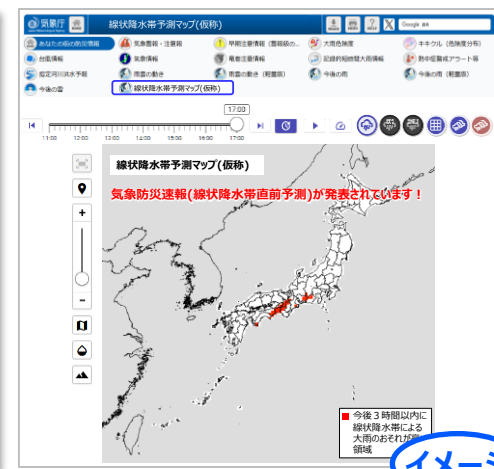 気象庁
線状降水帯予測マップ(仮称)
Google 提供
あなたの街の防災情報
気象警報・注意報
早期注意情報（警報級の...
大雨危険度
キキクル（危険度分布）
台風情報
気象情報
竜巻注意情報
記録的短時間大雨情報
熱中症警戒アラート等
指定河川洪水予報
雨雲の動き
雨雲の動き（軽量版）
今後の雨
今後の雨（軽量版）
今後の雪
線状降水帯予測マップ(仮称)
17:00
11:00 12:00 13:00 14:00 15:00 16:00 17:00
線状降水帯予測マップ(仮称)
気象防災速報(線状降水帯直前予測)が発表されています！
+
−
今後３時間以内に
線状降水帯による
大雨のおそれが
領域
イメージ